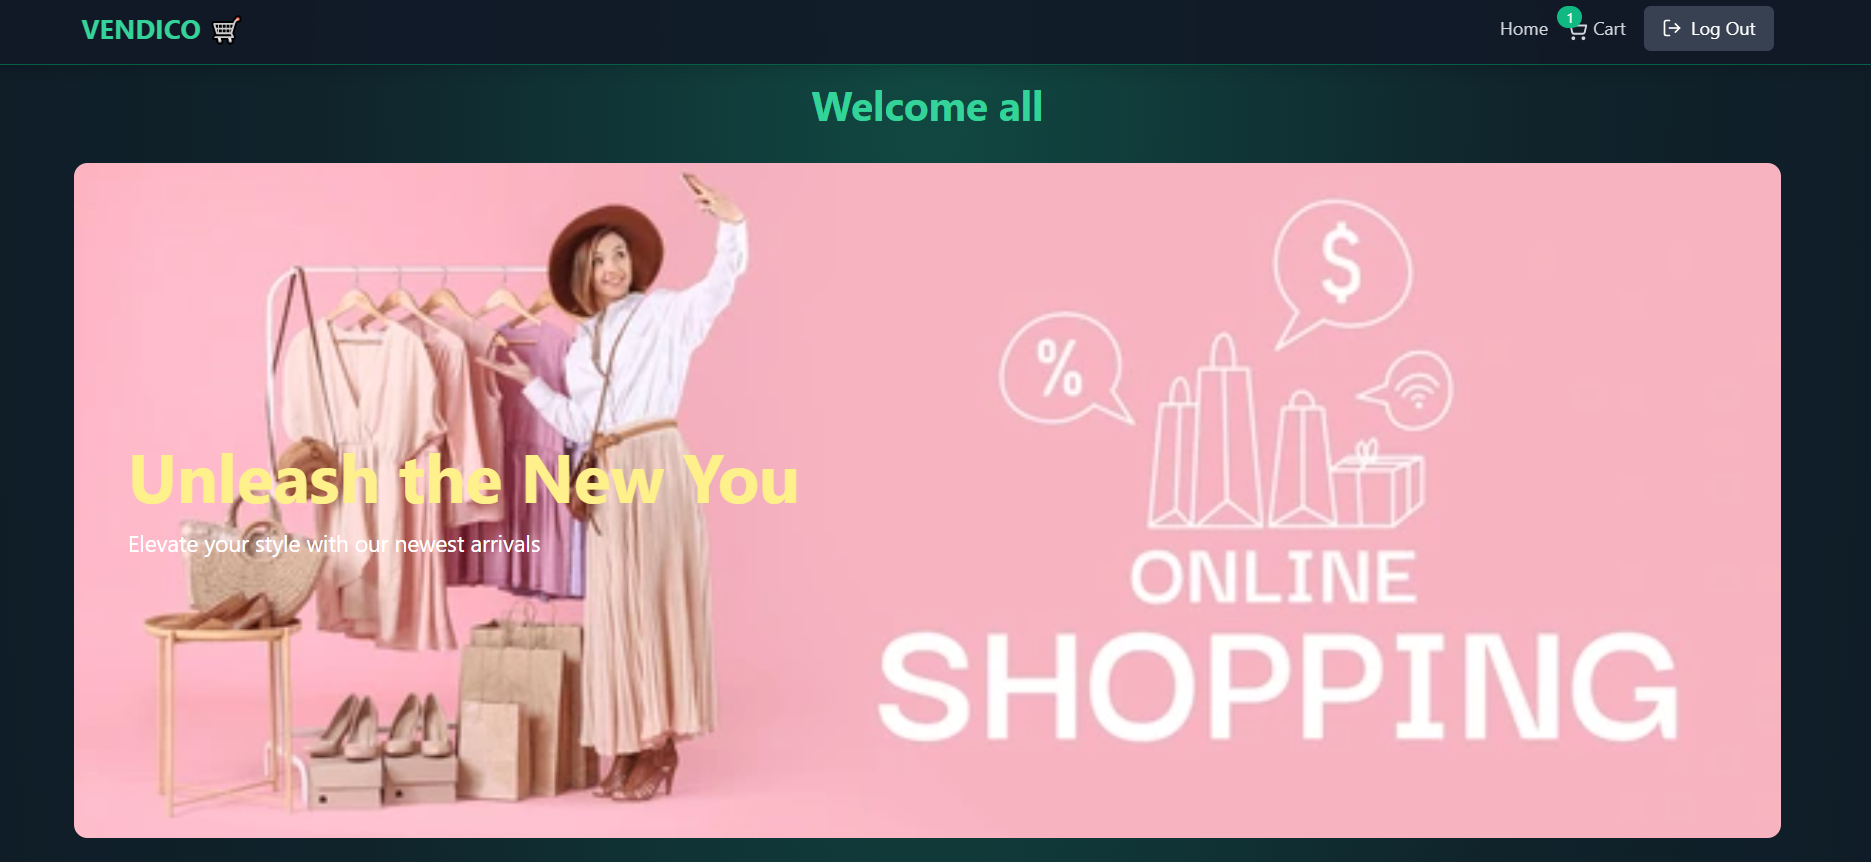 VENDICO
Home
1
Cart
Log Out
Welcome all
$
%
Unleash the New You
Elevate your style with our newest arrivals
ONLINE
SHOPPING